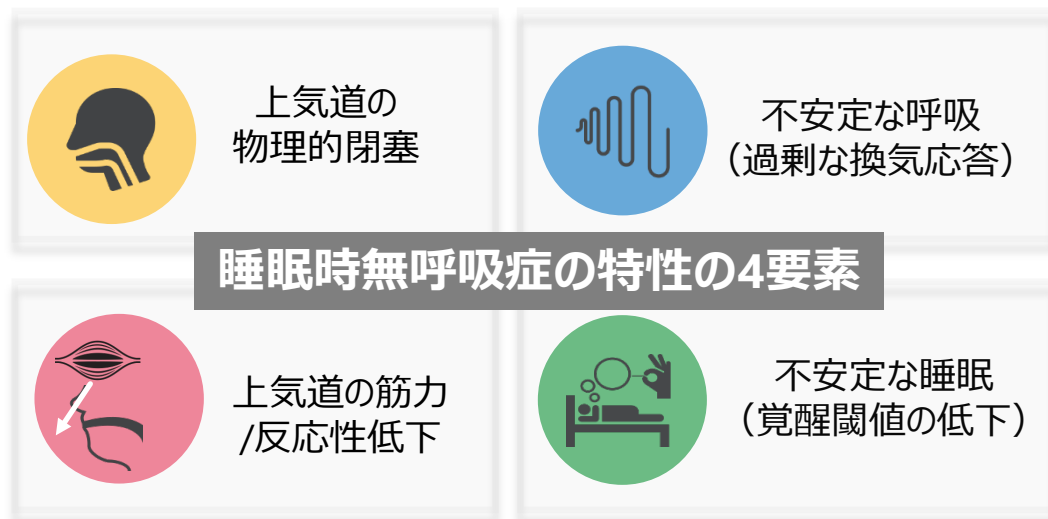 上気道の
物理的閉塞
不安定な呼吸
（過剰な換気応答）
睡眠時無呼吸症の特性の4要素
上気道の筋力
/反応性低下
不安定な睡眠
（覚醒閾値の低下）